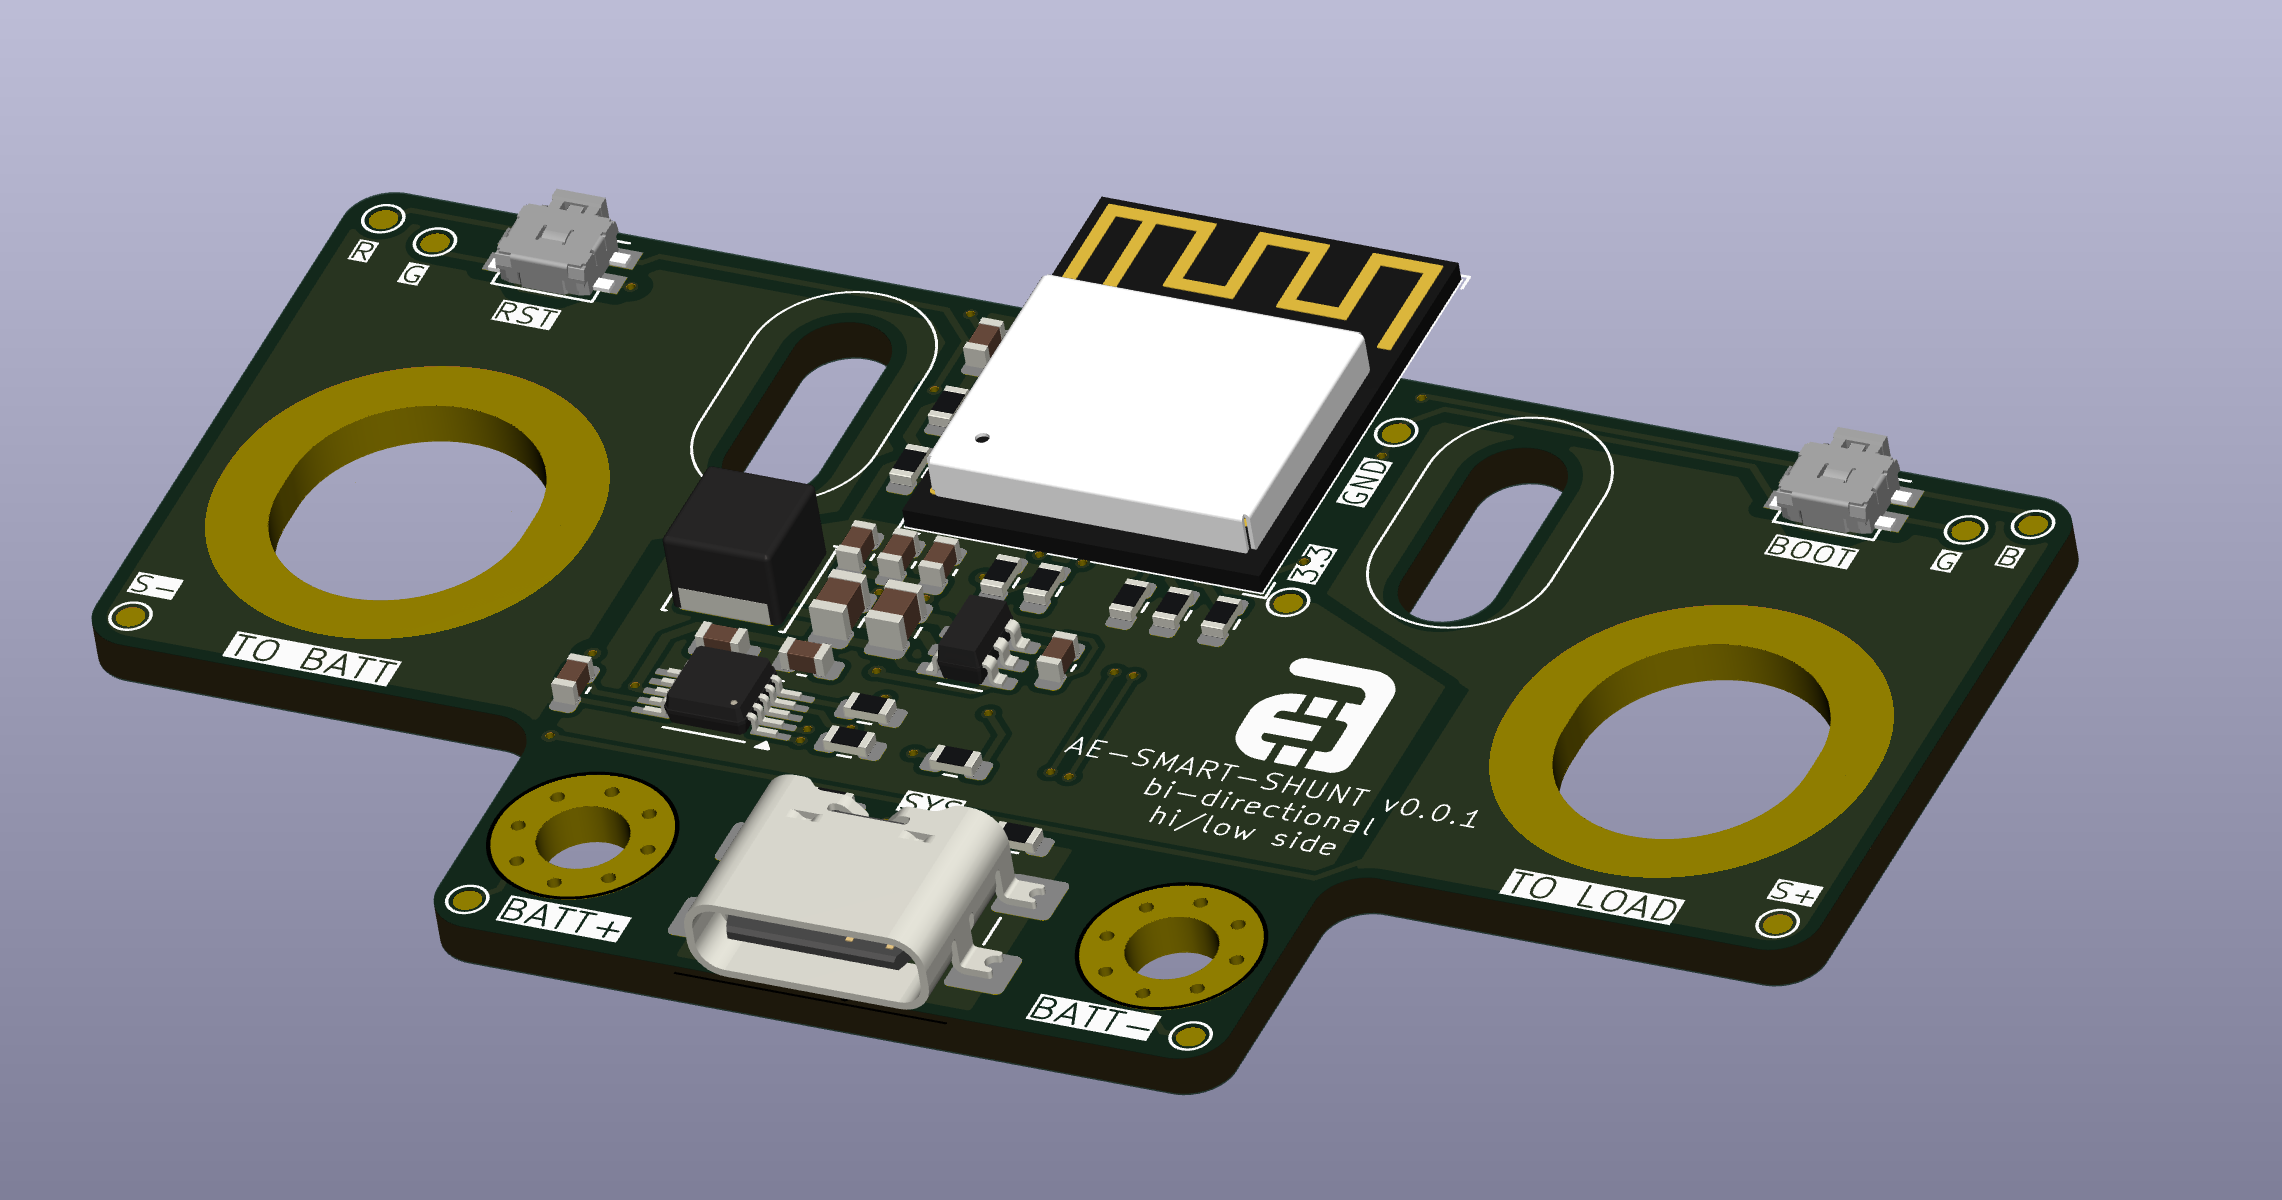 R
G
RST
GND
3.3
BOOT
G
B
S-
TO BATT
AE-SMART-SHUNT v0.0.1
bi-directional
hi/low side
SYS
TO LOAD
S+
BATT+
BATT-